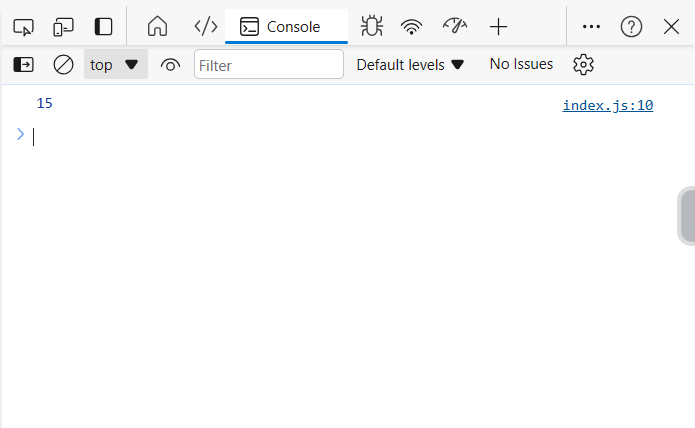 Console
top Filter Default levels No Issues
15 index.js:10